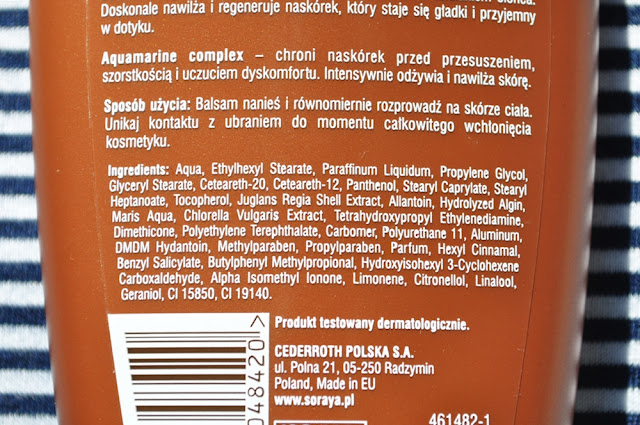 Doskonale nawilża i regeneruje naskórek, który staje się gładki i przyjemny
w dotyku.
Aquamarine complex – chroni naskórek przed przesuszeniem,
szorstkością i uczuciem dyskomfortu. Intensywnie odżywia i nawilża skórę.
Sposób użycia: Balsam nanieś i równomiernie rozprowadź na skórze ciała.
Unikaj kontaktu z ubraniem do momentu całkowitego wchłonięcia
kosmetyku.
Ingredients: Aqua, Ethylhexyl Stearate, Paraffinum Liquidum, Propylene Glycol,
Glyceryl Stearate, Ceteareth-20, Ceteareth-12, Panthenol, Stearyl Caprylate, Stearyl
Heptanoate, Tocopherol, Juglans Regia Shell Extract, Allantoin, Hydrolyzed Algin,
Maris Aqua, Chlorella Vulgaris Extract, Tetrahydroxypropyl Ethylenediamine,
Dimethicone, Polyethylene Terephthalate, Carbomer, Polyurethane 11, Aluminum,
DMDM Hydantoin, Methylparaben, Propylparaben, Parfum, Hexyl Cinnamal,
Benzyl Salicylate, Butylphenyl Methylpropional, Hydroxyisohexyl 3-Cyclohexene
Carboxaldehyde, Alpha Isomethyl Ionone, Limonene, Citronellol, Linalool,
Geraniol, CI 15850, CI 19140.
Produkt testowany dermatologicznie.
CEDERROTH POLSKA S.A.
ul. Polna 21, 05-250 Radzymin
Poland, Made in EU
www.soraya.pl
048420>
461482-1